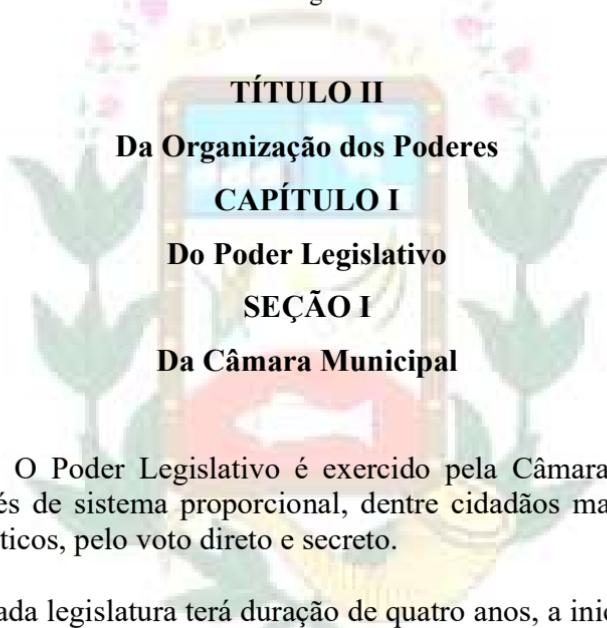 TÍTULO II
Da Organização dos Poderes
CAPÍTULO I
Do Poder Legislativo
SEÇÃO I
Da Câmara Municipal
O Poder Legislativo é exercido pela Câmara
és de sistema proporcional, dentre cidadãos ma
ticos, pelo voto direto e secreto.
ada legislatura terá duração de quatro anos, a inic